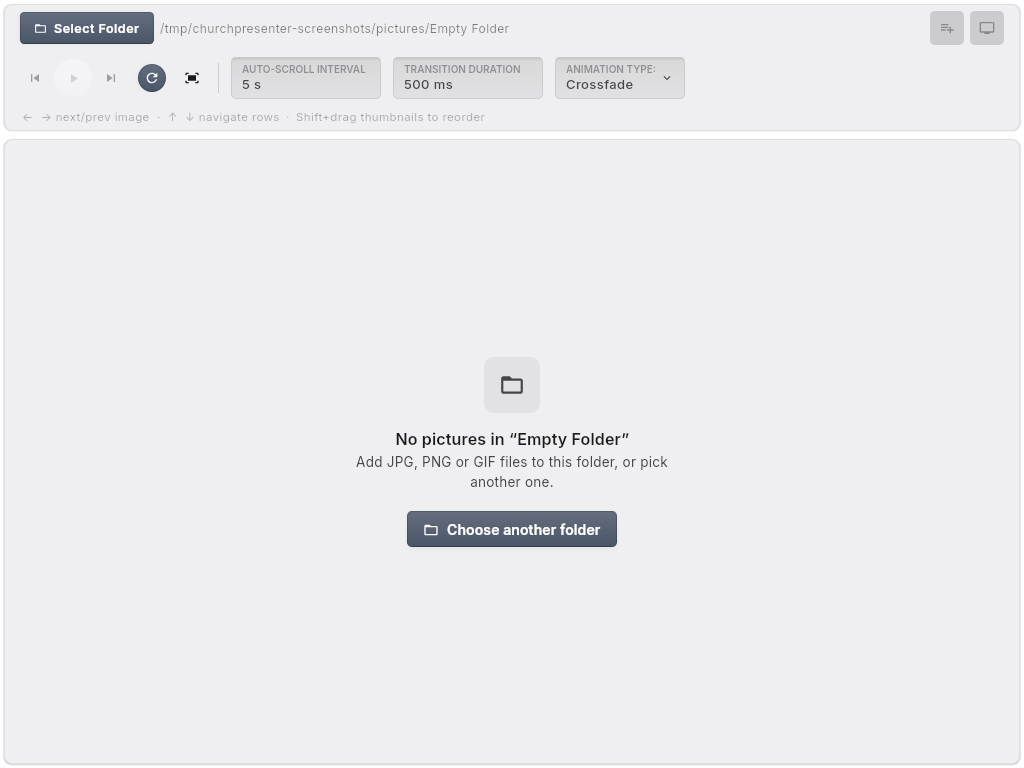 Select Folder
/tmp/churchpresenter-screenshots/pictures/Empty Folder
AUTO-SCROLL INTERVAL
5 s
TRANSITION DURATION
500 ms
ANIMATION TYPE:
Crossfade
← → next/prev image · ↑ ↓ navigate rows · Shift+drag thumbnails to reorder
No pictures in “Empty Folder”
Add JPG, PNG or GIF files to this folder, or pick
another one.
Choose another folder